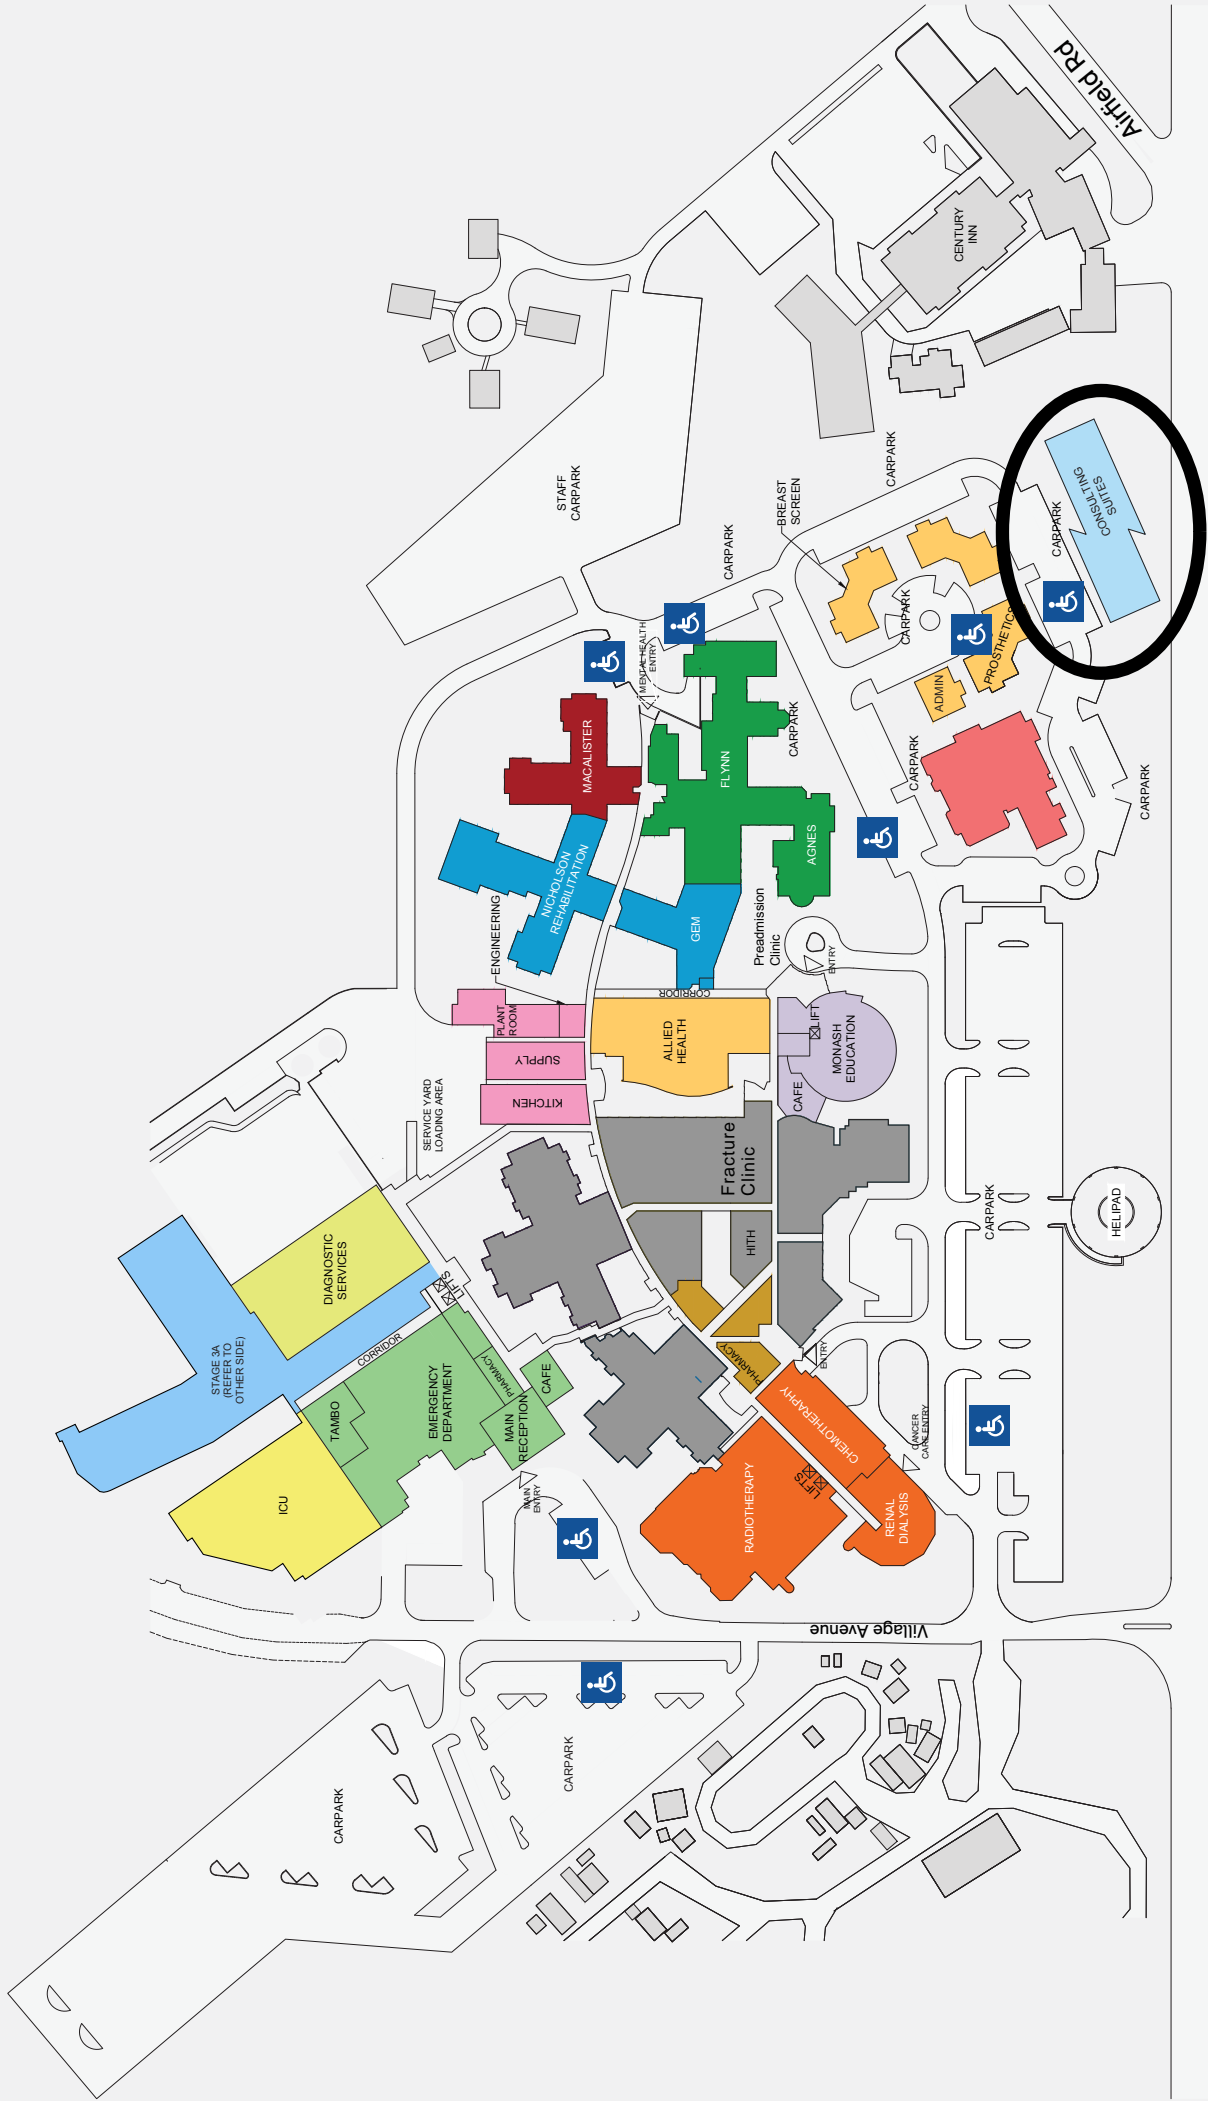 Airfield Rd
CENTURY
INN
STAFF
CARPARK
CARPARK
BREAST
SCREEN
CARPARK
CONSULTING
SUITES
CARPARK
CARPARK
PROSTHETICS
ADMIN
CARPARK
CARPARK
MENTAL HEALTH
ENTRY
MACALISTER
FLYNN
CARPARK
AGNES
NICHOLSON
REHABILITATION
GEM
ENGINEERING
Preadmission
Clinic
ENTRY
CORRIDOR
PLANT
ROOM
SUPPLY
KITCHEN
ALLIED
HEALTH
LIFT
MONASH
EDUCATION
CAFE
SERVICE YARD
LOADING AREA
Fracture
Clinic
HITH
CARPARK
HELIPAD
DIAGNOSTIC
SERVICES
LIFTS
STAGE 3A
(REFER TO
OTHER SIDE)
CORRIDOR
TAMBO
EMERGENCY
DEPARTMENT
PHARMACY
CAFE
MAIN
RECEPTION
MAIN
ENTRY
ICU
PHARMACY
ENTRY
CHEMOTHERAPHY
CANCER
CARE ENTRY
LIFTS
RADIOTHERAPY
RENAL
DIALYSIS
Village Avenue
CARPARK
CARPARK